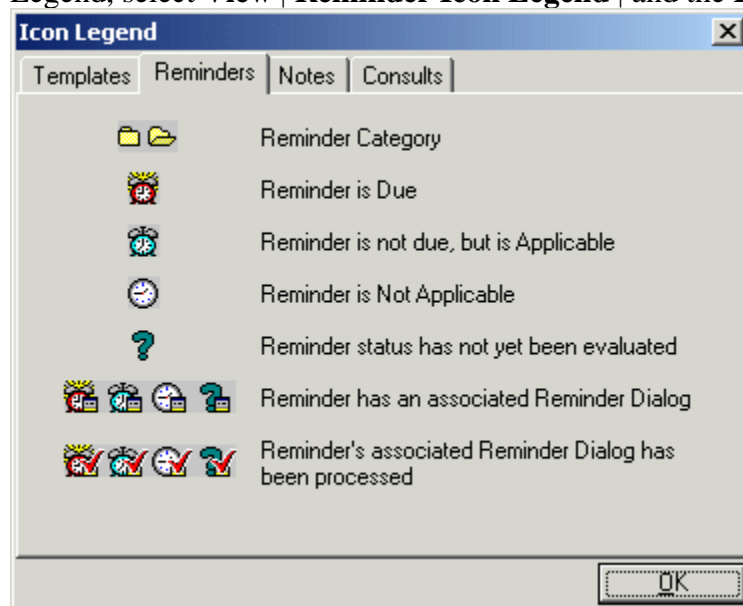 Legend, select View | Reminder Icon Legend | and the
Icon Legend
Templates Reminders Notes Consults
Reminder Category
Reminder is Due
Reminder is not due, but is Applicable
Reminder is Not Applicable
Reminder status has not yet been evaluated
Reminder has an associated Reminder Dialog
Reminder's associated Reminder Dialog has
been processed
OK